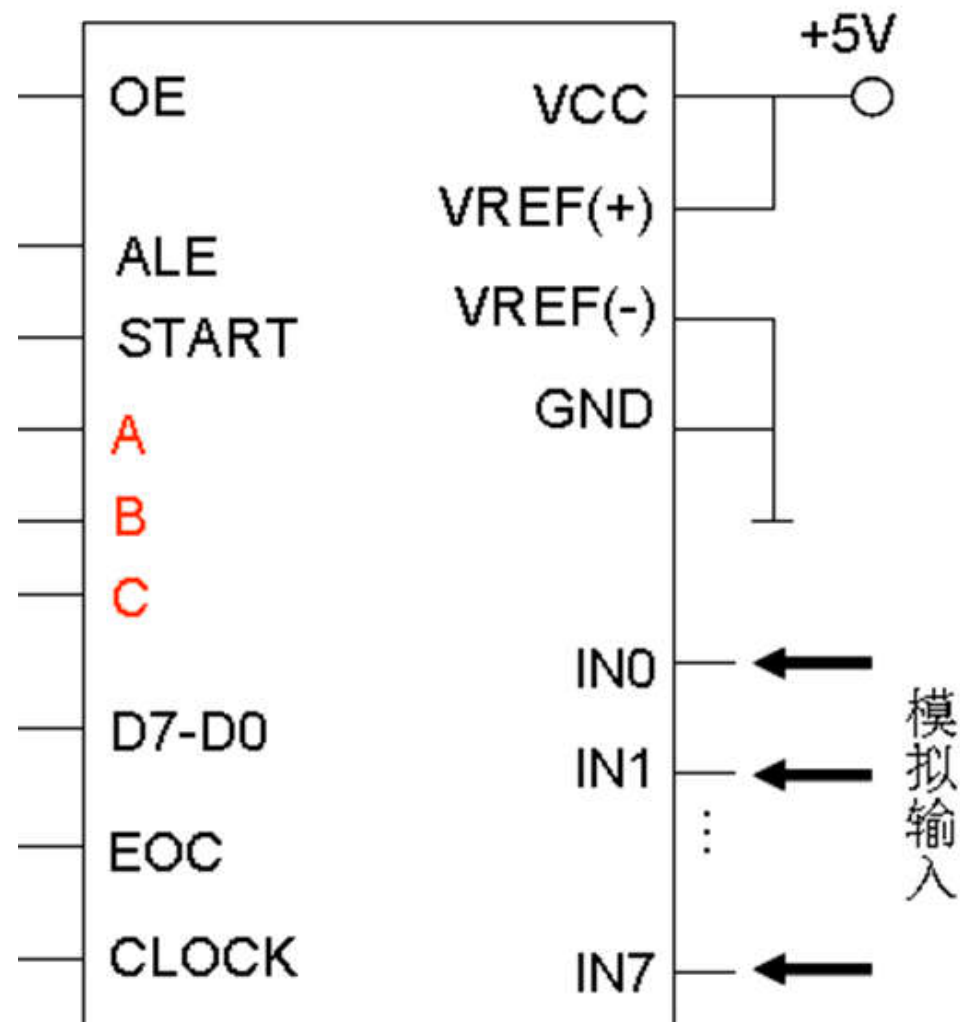 +5V
OE
VCC
VREF(+)
ALE
VREF(-)
START
GND
A
B
C
IN0
D7-D0
IN1
EOC
CLOCK
IN7
模拟输入